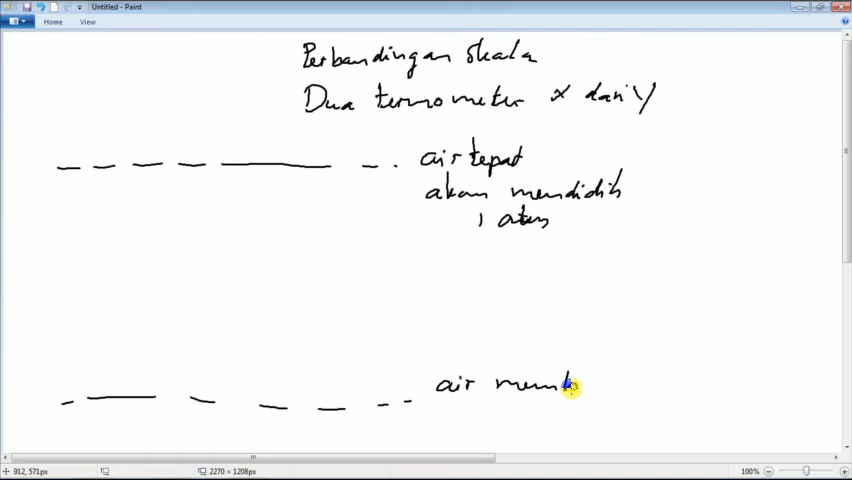 Untitled - Paint
Home View
Perbandingan Skala
Dua termometer X dan Y
air tepat
akan mendidih
1 atm
air memb
912, 571px
2270 × 1208px
100%